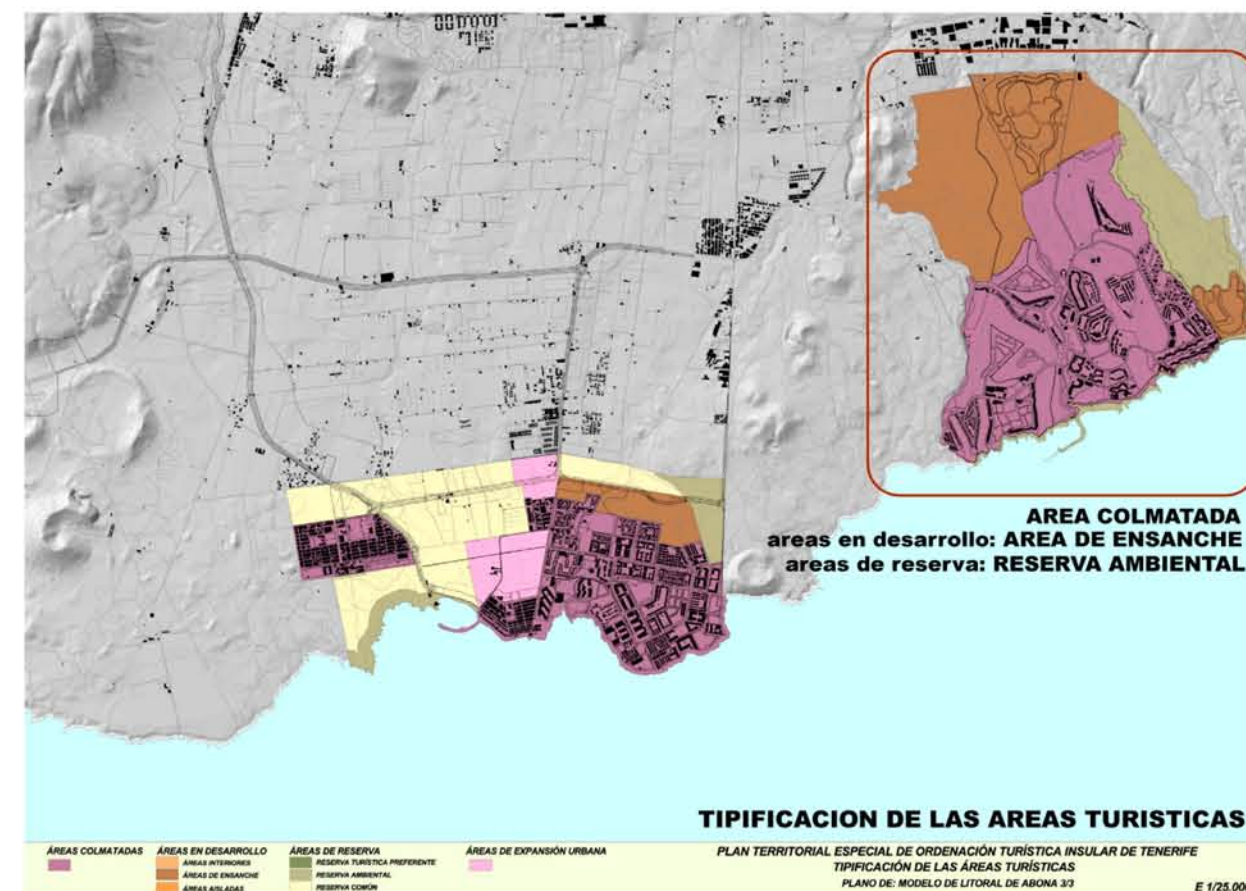 AREA COLMATADA
areas en desarrollo: AREA DE ENSANCHE
areas de reserva: RESERVA AMBIENTAL
TIPIFICACION DE LAS AREAS TURISTICAS
ÁREAS COLMATADAS
ÁREAS EN DESARROLLO
ÁREAS INTERIORES
ÁREAS DE ENSANCHE
ÁREAS AISLADAS
ÁREAS DE RESERVA
RESERVA TURÍSTICA PREFERENTE
RESERVA AMBIENTAL
RESERVA COMÚN
ÁREAS DE EXPANSIÓN URBANA
PLAN TERRITORIAL ESPECIAL DE ORDENACIÓN TURÍSTICA INSULAR DE TENERIFE
TIPIFICACIÓN DE LAS ÁREAS TURÍSTICAS
PLANO DE: MODELO DE LITORAL DE ABONA 3/3
E 1/25.00